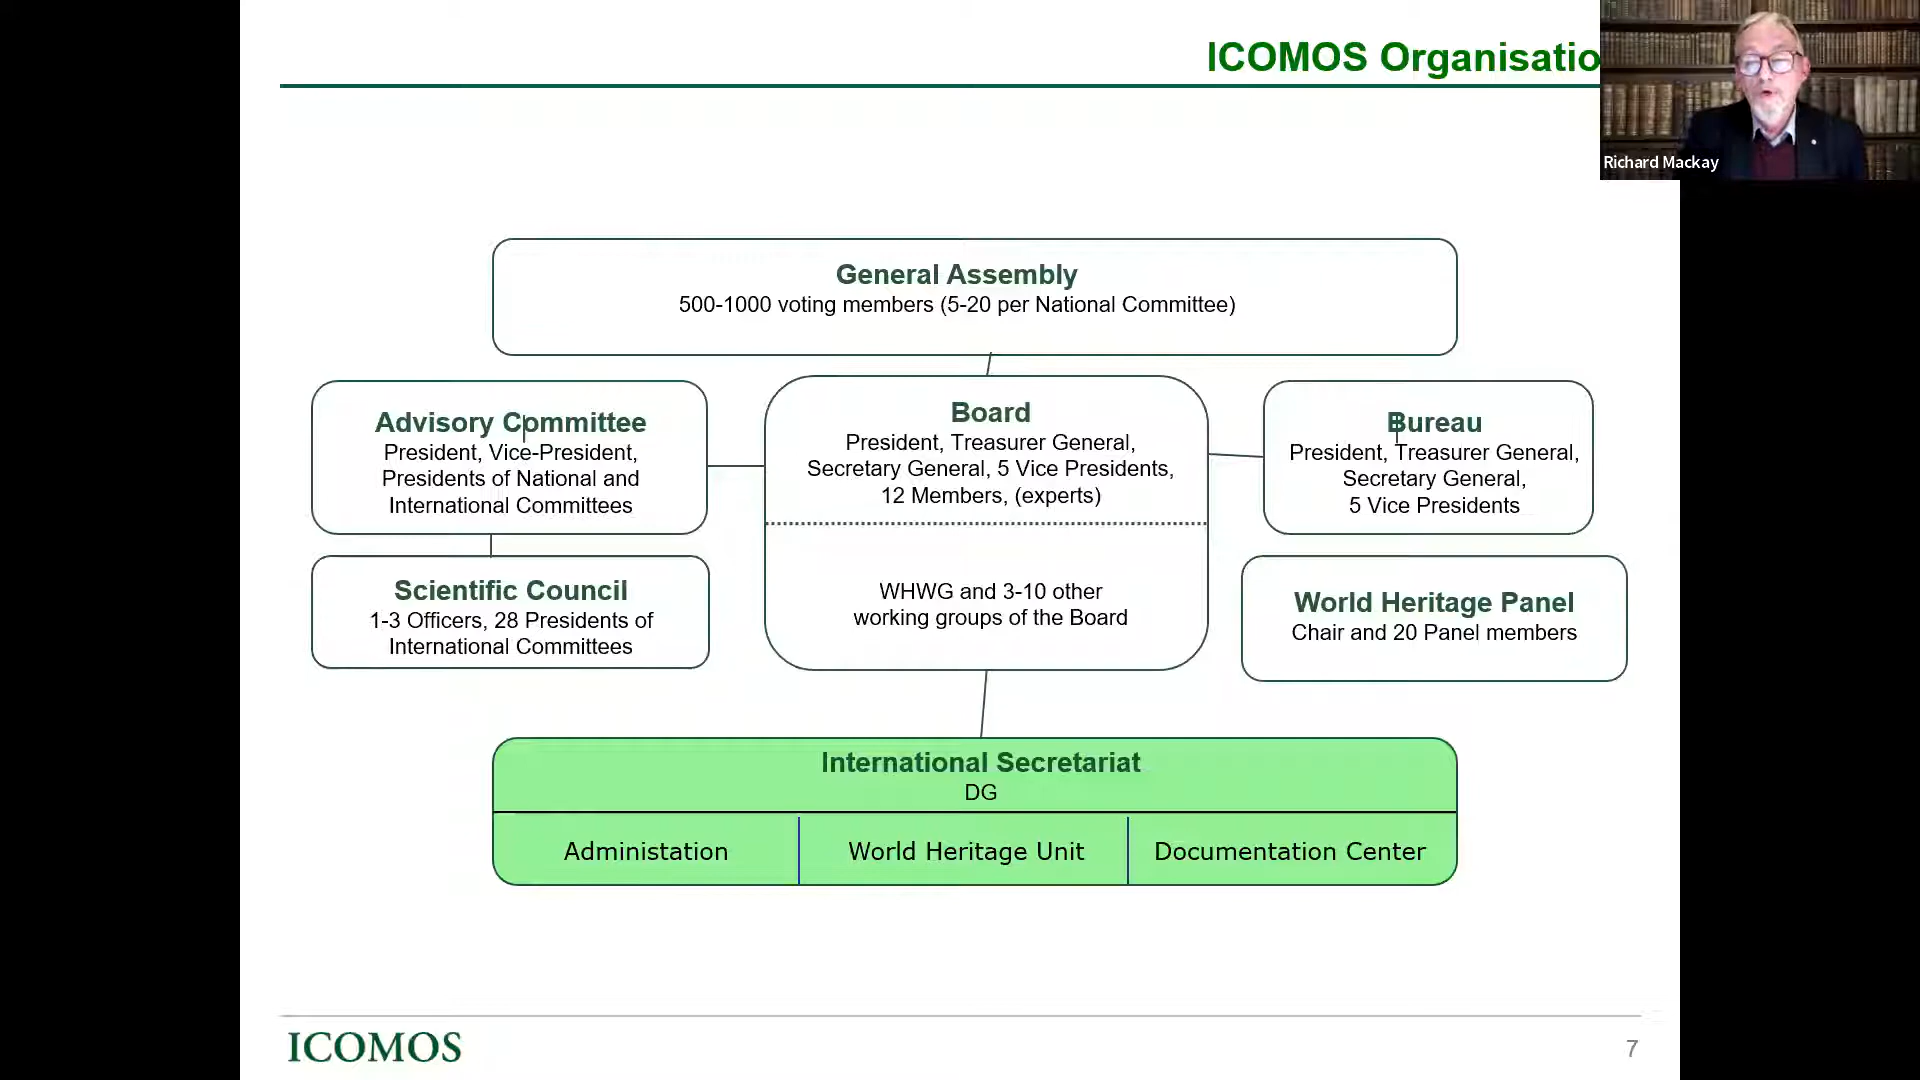 ICOMOS Organisatio
Richard Mackay
General Assembly
500-1000 voting members (5-20 per National Committee)
Advisory Committee
President, Vice-President,
Presidents of National and
International Committees
Board
President, Treasurer General,
Secretary General, 5 Vice Presidents,
12 Members, (experts)
Bureau
President, Treasurer General,
Secretary General,
5 Vice Presidents
Scientific Council
1-3 Officers, 28 Presidents of
International Committees
WHWG and 3-10 other
working groups of the Board
World Heritage Panel
Chair and 20 Panel members
International Secretariat
DG
Administation
World Heritage Unit
Documentation Center
ICOMOS
7